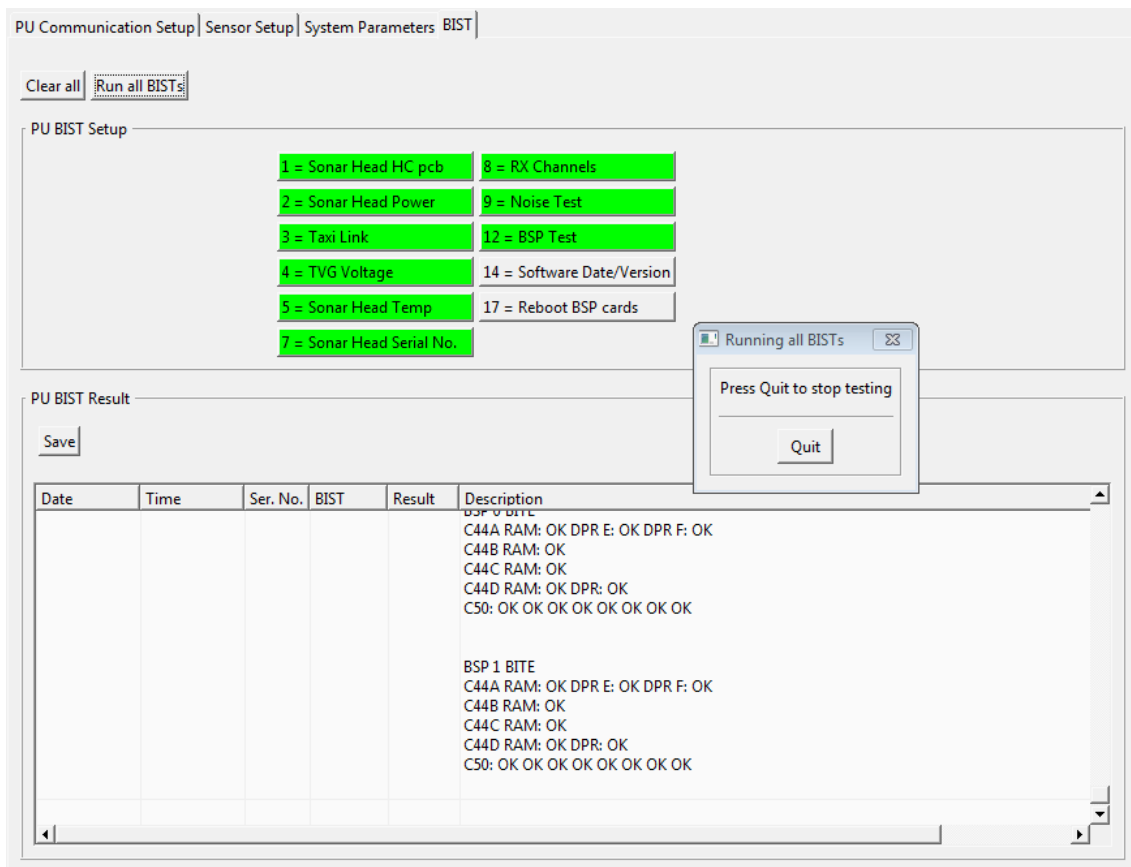 PU Communication Setup Sensor Setup System Parameters BIST
Clear all Run all BISTs
PU BIST Setup
1 = Sonar Head HC pcb 8 = RX Channels
2 = Sonar Head Power 9 = Noise Test
3 = Taxi Link 12 = BSP Test
4 = TVG Voltage 14 = Software Date/Version
5 = Sonar Head Temp 17 = Reboot BSP cards
7 = Sonar Head Serial No.
Running all BISTs
Press Quit to stop testing
Quit
PU BIST Result
Save
Date Time Ser. No. BIST Result Description
BSP 0 BITE
C44A RAM: OK DPR E: OK DPR F: OK
C44B RAM: OK
C44C RAM: OK
C44D RAM: OK DPR: OK
C50: OK OK OK OK OK OK OK OK
BSP 1 BITE
C44A RAM: OK DPR E: OK DPR F: OK
C44B RAM: OK
C44C RAM: OK
C44D RAM: OK DPR: OK
C50: OK OK OK OK OK OK OK OK